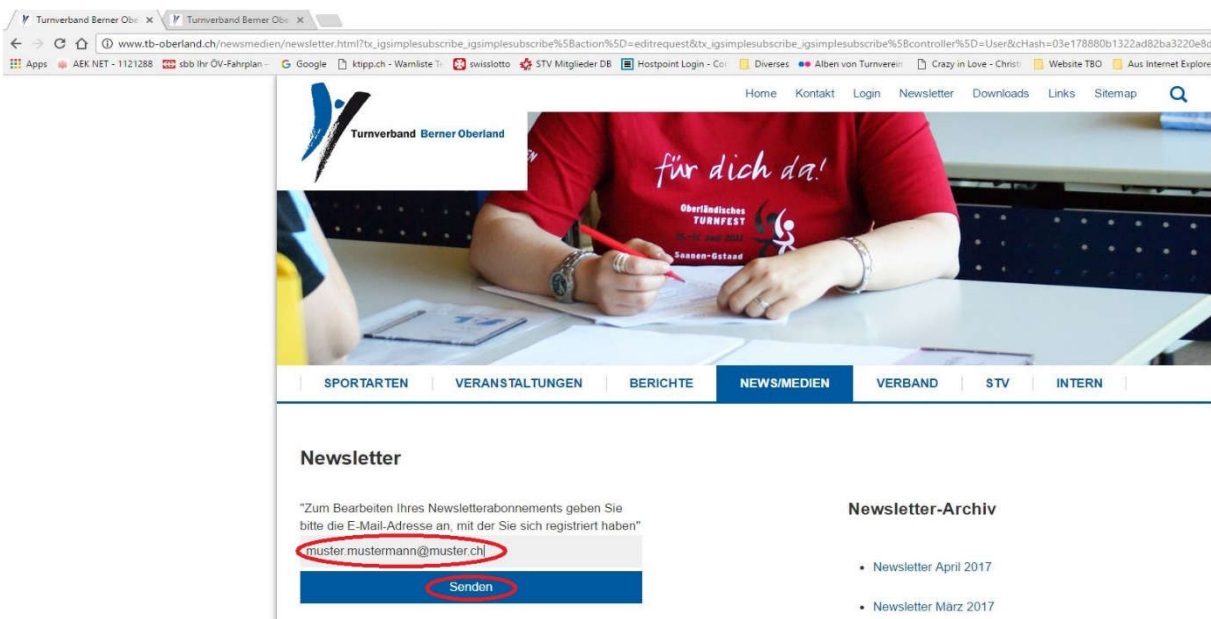 Turnverband Berner Obe
Turnverband Berner Obe
www.tb-oberland.ch/newsmedien/newsletter.html?tx_igsimplesubscribe_igsimplesubscribe%5Baction%5D=editrequest&tx_igsimplesubscribe_igsimplesubscribe%5Bcontroller%5D=User&cHash=03e178880b1322ad82ba3220e8d
Apps AEK NET - 1121288 sbb Ihr ÖV-Fahrplan - Google ktipp.ch - Warnliste Te swisslotto STV Mitglieder DB Hostpoint Login - Cor Diverses Alben von Turnverein Crazy in Love - Christi Website TBO Aus Internet Explore
Home Kontakt Login Newsletter Downloads Links Sitemap
Turnverband Berner Oberland
für dich da!
Oberländisches
TURNFEST
Saanen-Gstaad
SPORTARTEN VERANSTALTUNGEN BERICHTE NEWS/MEDIEN VERBAND STV INTERN
Newsletter
"Zum Bearbeiten Ihres Newsletterabonnements geben Sie
bitte die E-Mail-Adresse an, mit der Sie sich registriert haben"
muster.mustermann@muster.ch
Senden
Newsletter-Archiv
• Newsletter April 2017
• Newsletter März 2017